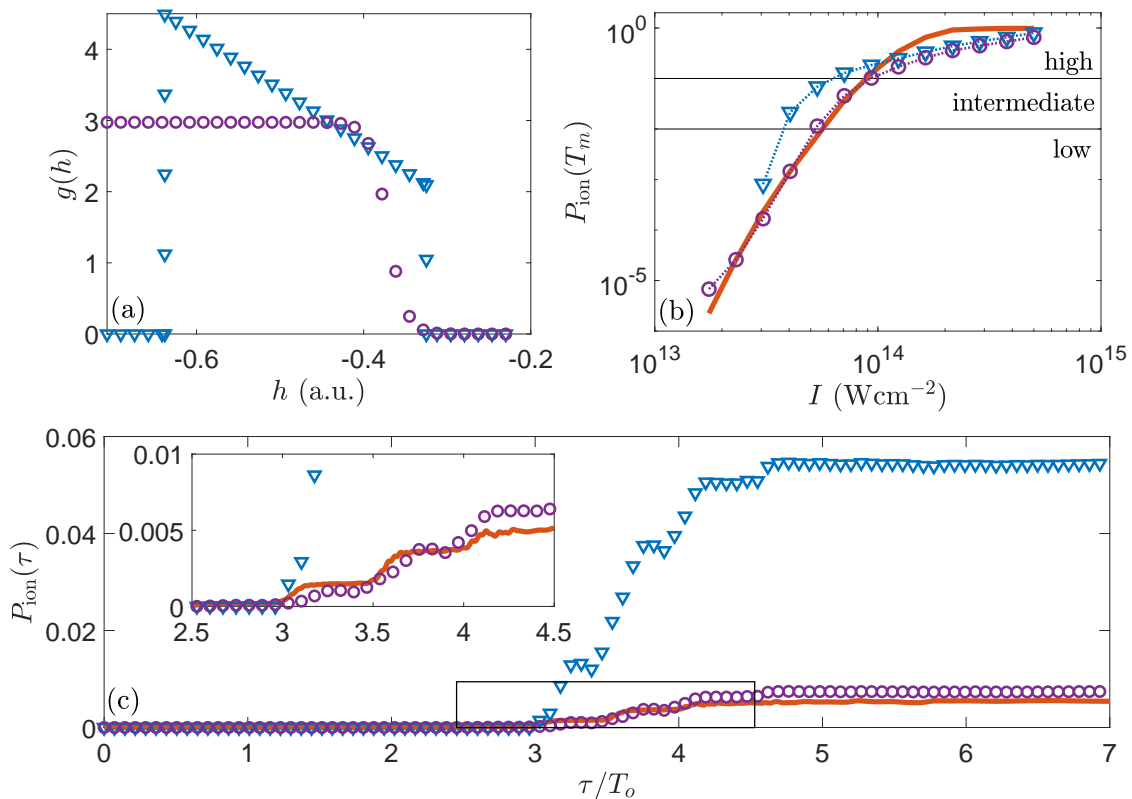 4
3
2
1
0
g(h)
(a)
-0.6 -0.4 -0.2
h (a.u.)
10^0
10^-5
P_ion(T_m)
high
intermediate
low
(b)
10^13 10^14 10^15
I (Wcm^−2)
0.06
0.04
0.02
0
P_ion(τ)
0.01
0.005
0
2.5 3 3.5 4 4.5
(c)
0 1 2 3 4 5 6 7
τ/T_o